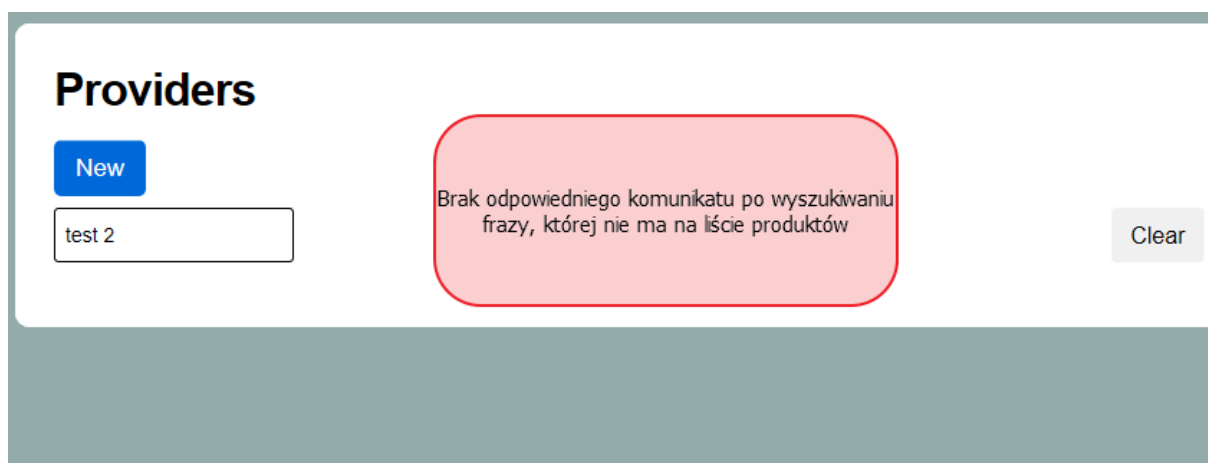 Providers
New
Brak odpowiedniego komunikatu po wyszukiwaniu
frazy, której nie ma na liście produktów
test 2
Clear